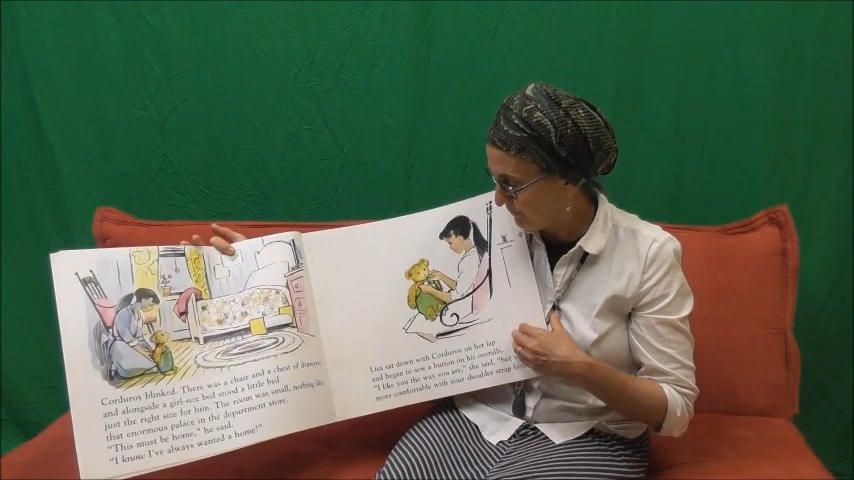 Corduroy blinked. There was a chair and a chest of drawers,
and alongside a girl-size bed stood a little bed
just the right size for him. The room was small, nothing like
that enormous palace in the department store.
"This must be home," he said.
"I know I've always wanted a home!"
Lisa sat down with Corduroy on her lap
and began to sew a button on his overalls.
"I like you the way you are," she said, "but
more comfortable with your shoulder strap